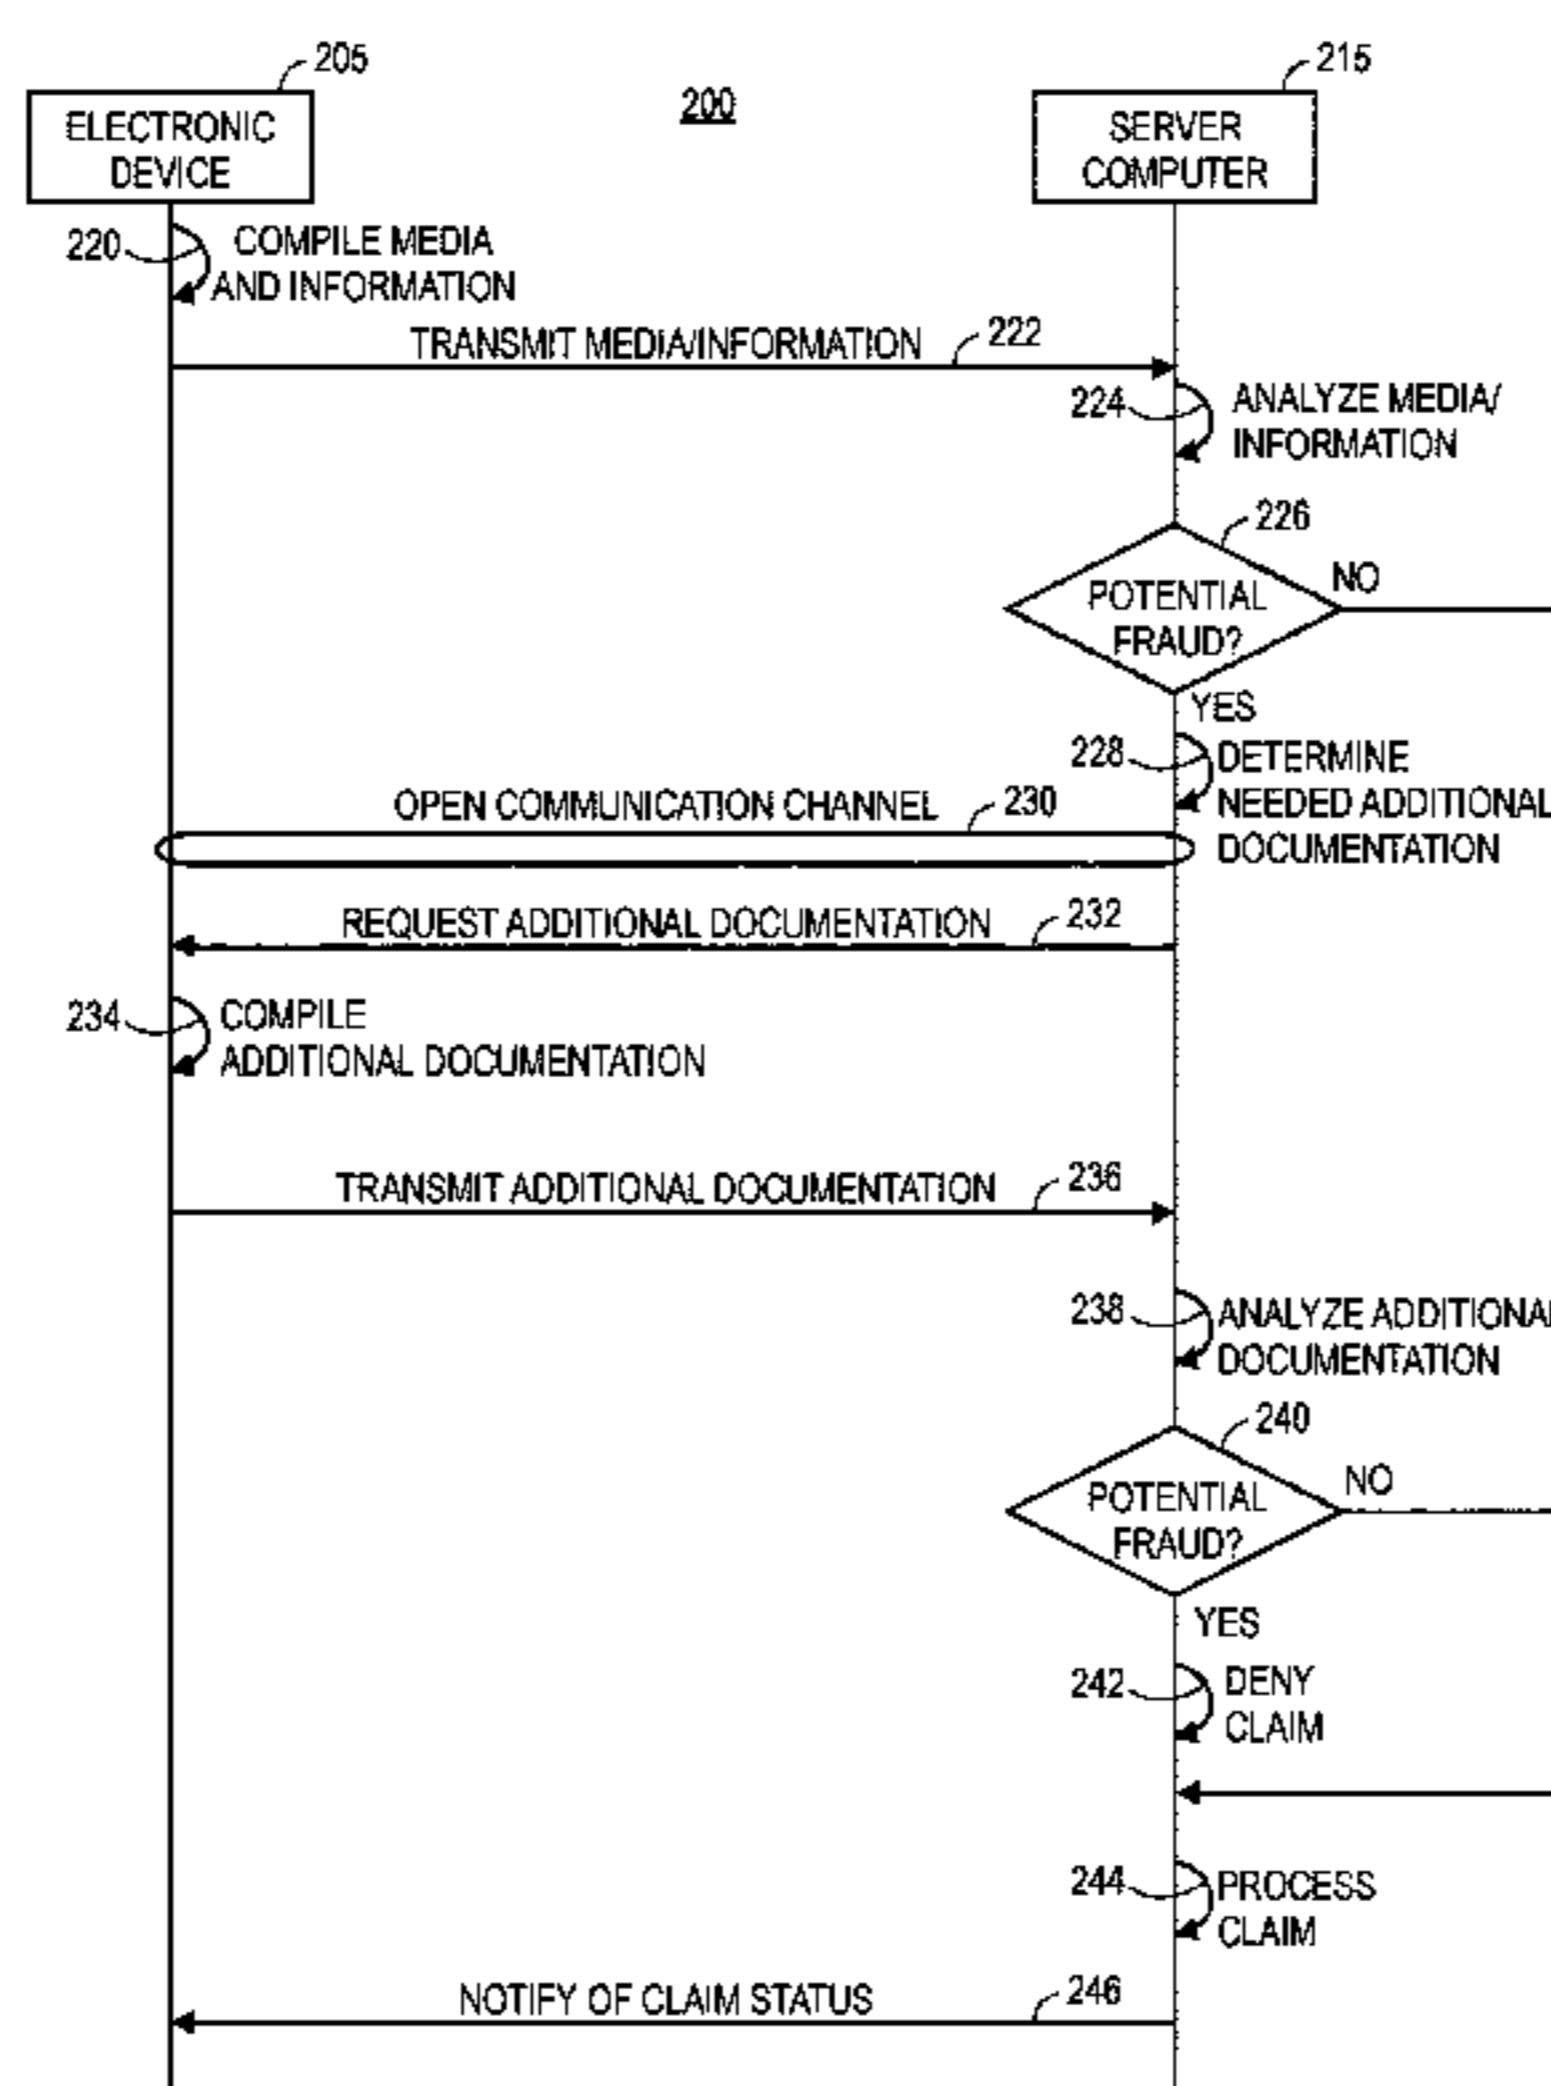 205
ELECTRONIC
DEVICE
200
215
SERVER
COMPUTER
220
COMPILE MEDIA
AND INFORMATION
TRANSMIT MEDIA/INFORMATION
222
224
ANALYZE MEDIA/
INFORMATION
226
POTENTIAL
FRAUD?
NO
YES
228
DETERMINE
NEEDED ADDITIONAL
DOCUMENTATION
OPEN COMMUNICATION CHANNEL
230
REQUEST ADDITIONAL DOCUMENTATION
232
234
COMPILE
ADDITIONAL DOCUMENTATION
TRANSMIT ADDITIONAL DOCUMENTATION
236
238
ANALYZE ADDITIONAL
DOCUMENTATION
240
POTENTIAL
FRAUD?
NO
YES
242
DENY
CLAIM
244
PROCESS
CLAIM
NOTIFY OF CLAIM STATUS
246